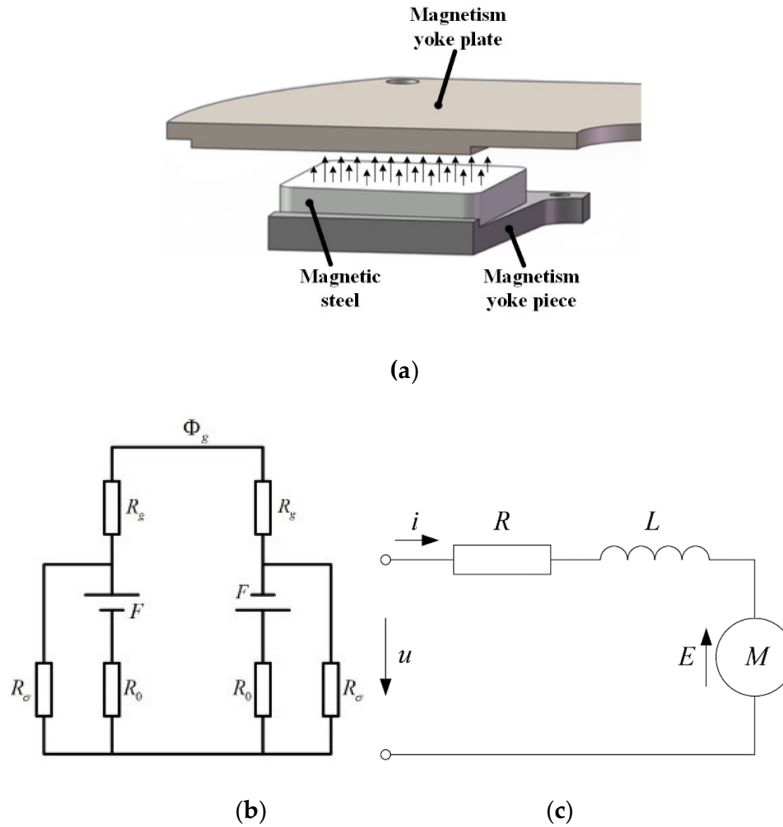 Magnetism
yoke plate
Magnetic
steel
Magnetism
yoke piece
(a)
Φg
Rg
Rg
F
F
Rσ
R0
R0
Rσ
(b)
i
R
L
u
E
M
(c)